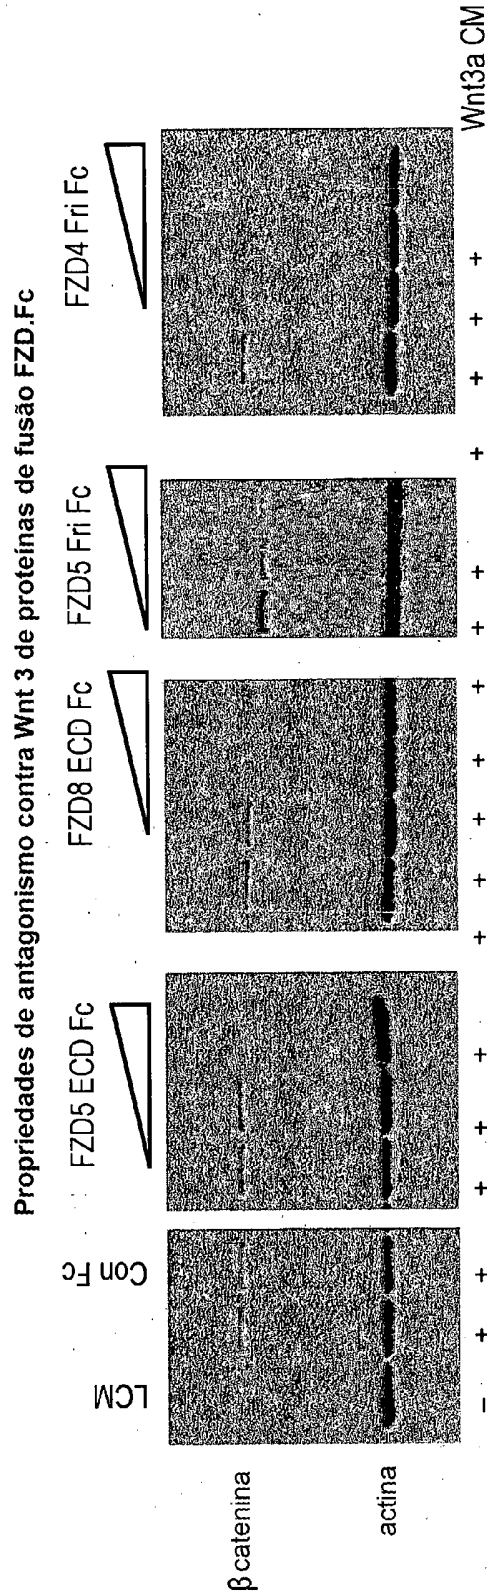 Propriedades de antagonismo contra Wnt 3 de proteínas de fusão FZD.Fc
LCM Con Fc FZD5 ECD Fc FZD8 ECD Fc FZD5 Fri Fc FZD4 Fri Fc
β catenina
actina
− + + + + + + + + + + + + + + + + Wnt3a CM